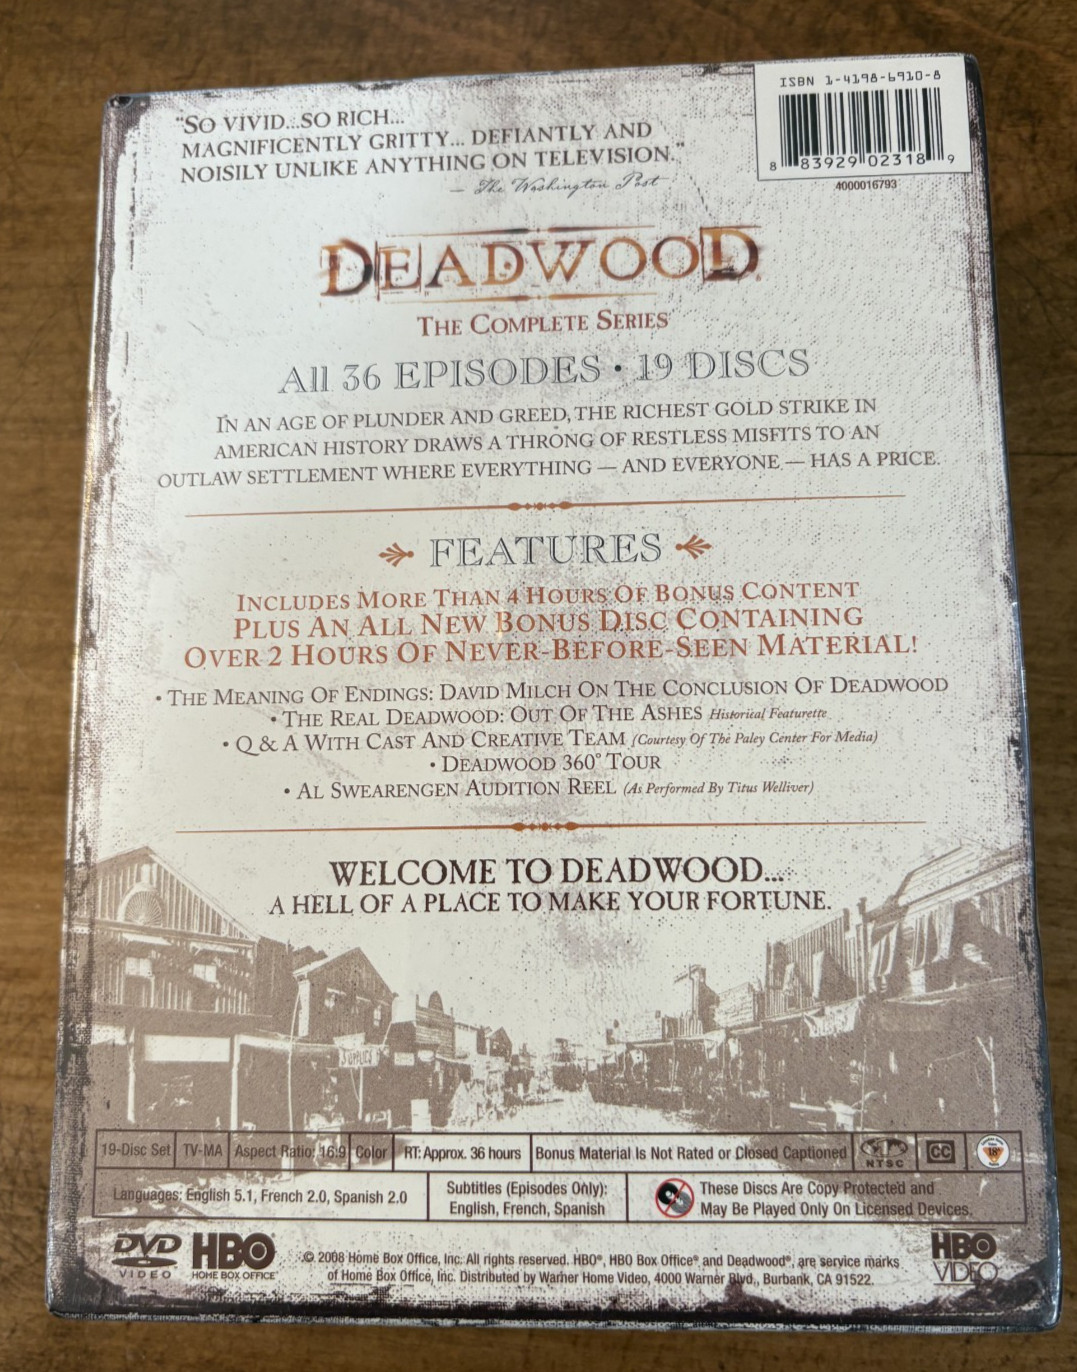 "SO VIVID...SO RICH...
MAGNIFICENTLY GRITTY... DEFIANTLY AND
NOISILY UNLIKE ANYTHING ON TELEVISION."
— The Washington Post
ISBN 1-4198-6910-8
8 83929 02318 9
4000016793
DEADWOOD
THE COMPLETE SERIES
All 36 EPISODES • 19 DISCS
IN AN AGE OF PLUNDER AND GREED, THE RICHEST GOLD STRIKE IN
AMERICAN HISTORY DRAWS A THRONG OF RESTLESS MISFITS TO AN
OUTLAW SETTLEMENT WHERE EVERYTHING — AND EVERYONE — HAS A PRICE.
FEATURES
INCLUDES MORE THAN 4 HOURS OF BONUS CONTENT
PLUS AN ALL NEW BONUS DISC CONTAINING
OVER 2 HOURS OF NEVER-BEFORE-SEEN MATERIAL!
• THE MEANING OF ENDINGS: DAVID MILCH ON THE CONCLUSION OF DEADWOOD
• THE REAL DEADWOOD: OUT OF THE ASHES Historical Featurette
• Q & A WITH CAST AND CREATIVE TEAM (Courtesy Of The Paley Center For Media)
• DEADWOOD 360° TOUR
• AL SWEARENGEN AUDITION REEL (As Performed By Titus Welliver)
WELCOME TO DEADWOOD...
A HELL OF A PLACE TO MAKE YOUR FORTUNE.
SUPPLIES
19-Disc Set TV-MA Aspect Ratio: 16:9 Color RT: Approx. 36 hours Bonus Material Is Not Rated or Closed Captioned NTSC CC 18+
Languages: English 5.1, French 2.0, Spanish 2.0
Subtitles (Episodes Only):
English, French, Spanish
These Discs Are Copy Protected and
May Be Played Only On Licensed Devices.
DVD
VIDEO
HBO
HOME BOX OFFICE®
© 2008 Home Box Office, Inc. All rights reserved. HBO®, HBO Box Office® and Deadwood®, are service marks
of Home Box Office, Inc. Distributed by Warner Home Video, 4000 Warner Blvd., Burbank, CA 91522.
HBO
VIDEO